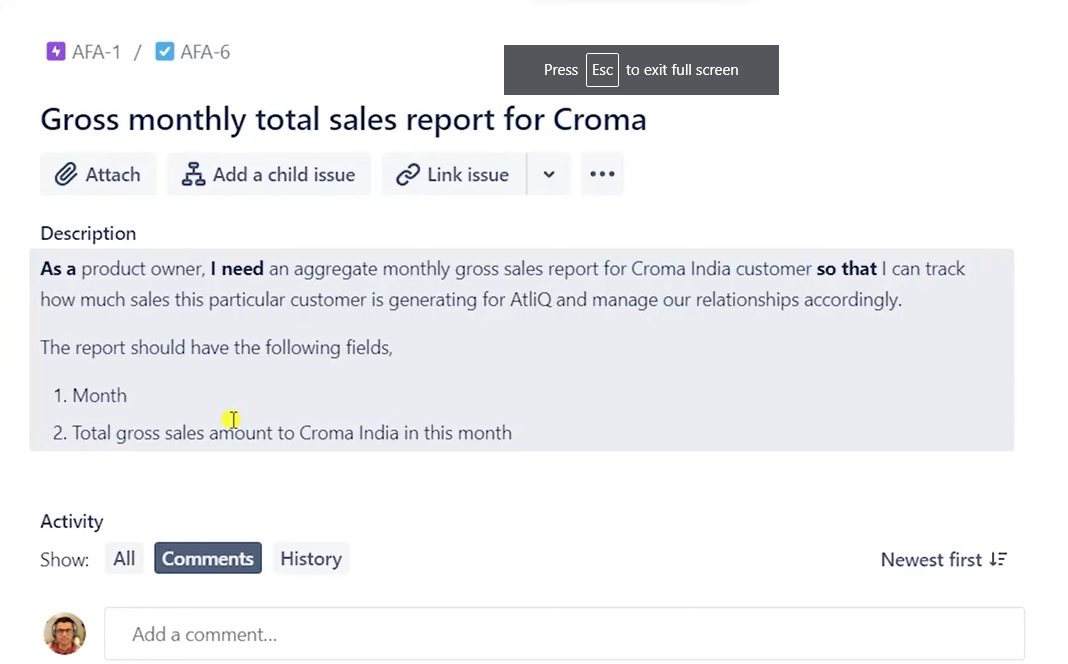 AFA-1 / AFA-6
Press Esc to exit full screen
Gross monthly total sales report for Croma
Attach Add a child issue Link issue
Description
As a product owner, I need an aggregate monthly gross sales report for Croma India customer so that I can track
how much sales this particular customer is generating for AtliQ and manage our relationships accordingly.
The report should have the following fields,
1. Month
2. Total gross sales amount to Croma India in this month
Activity
Show: All Comments History Newest first
Add a comment...